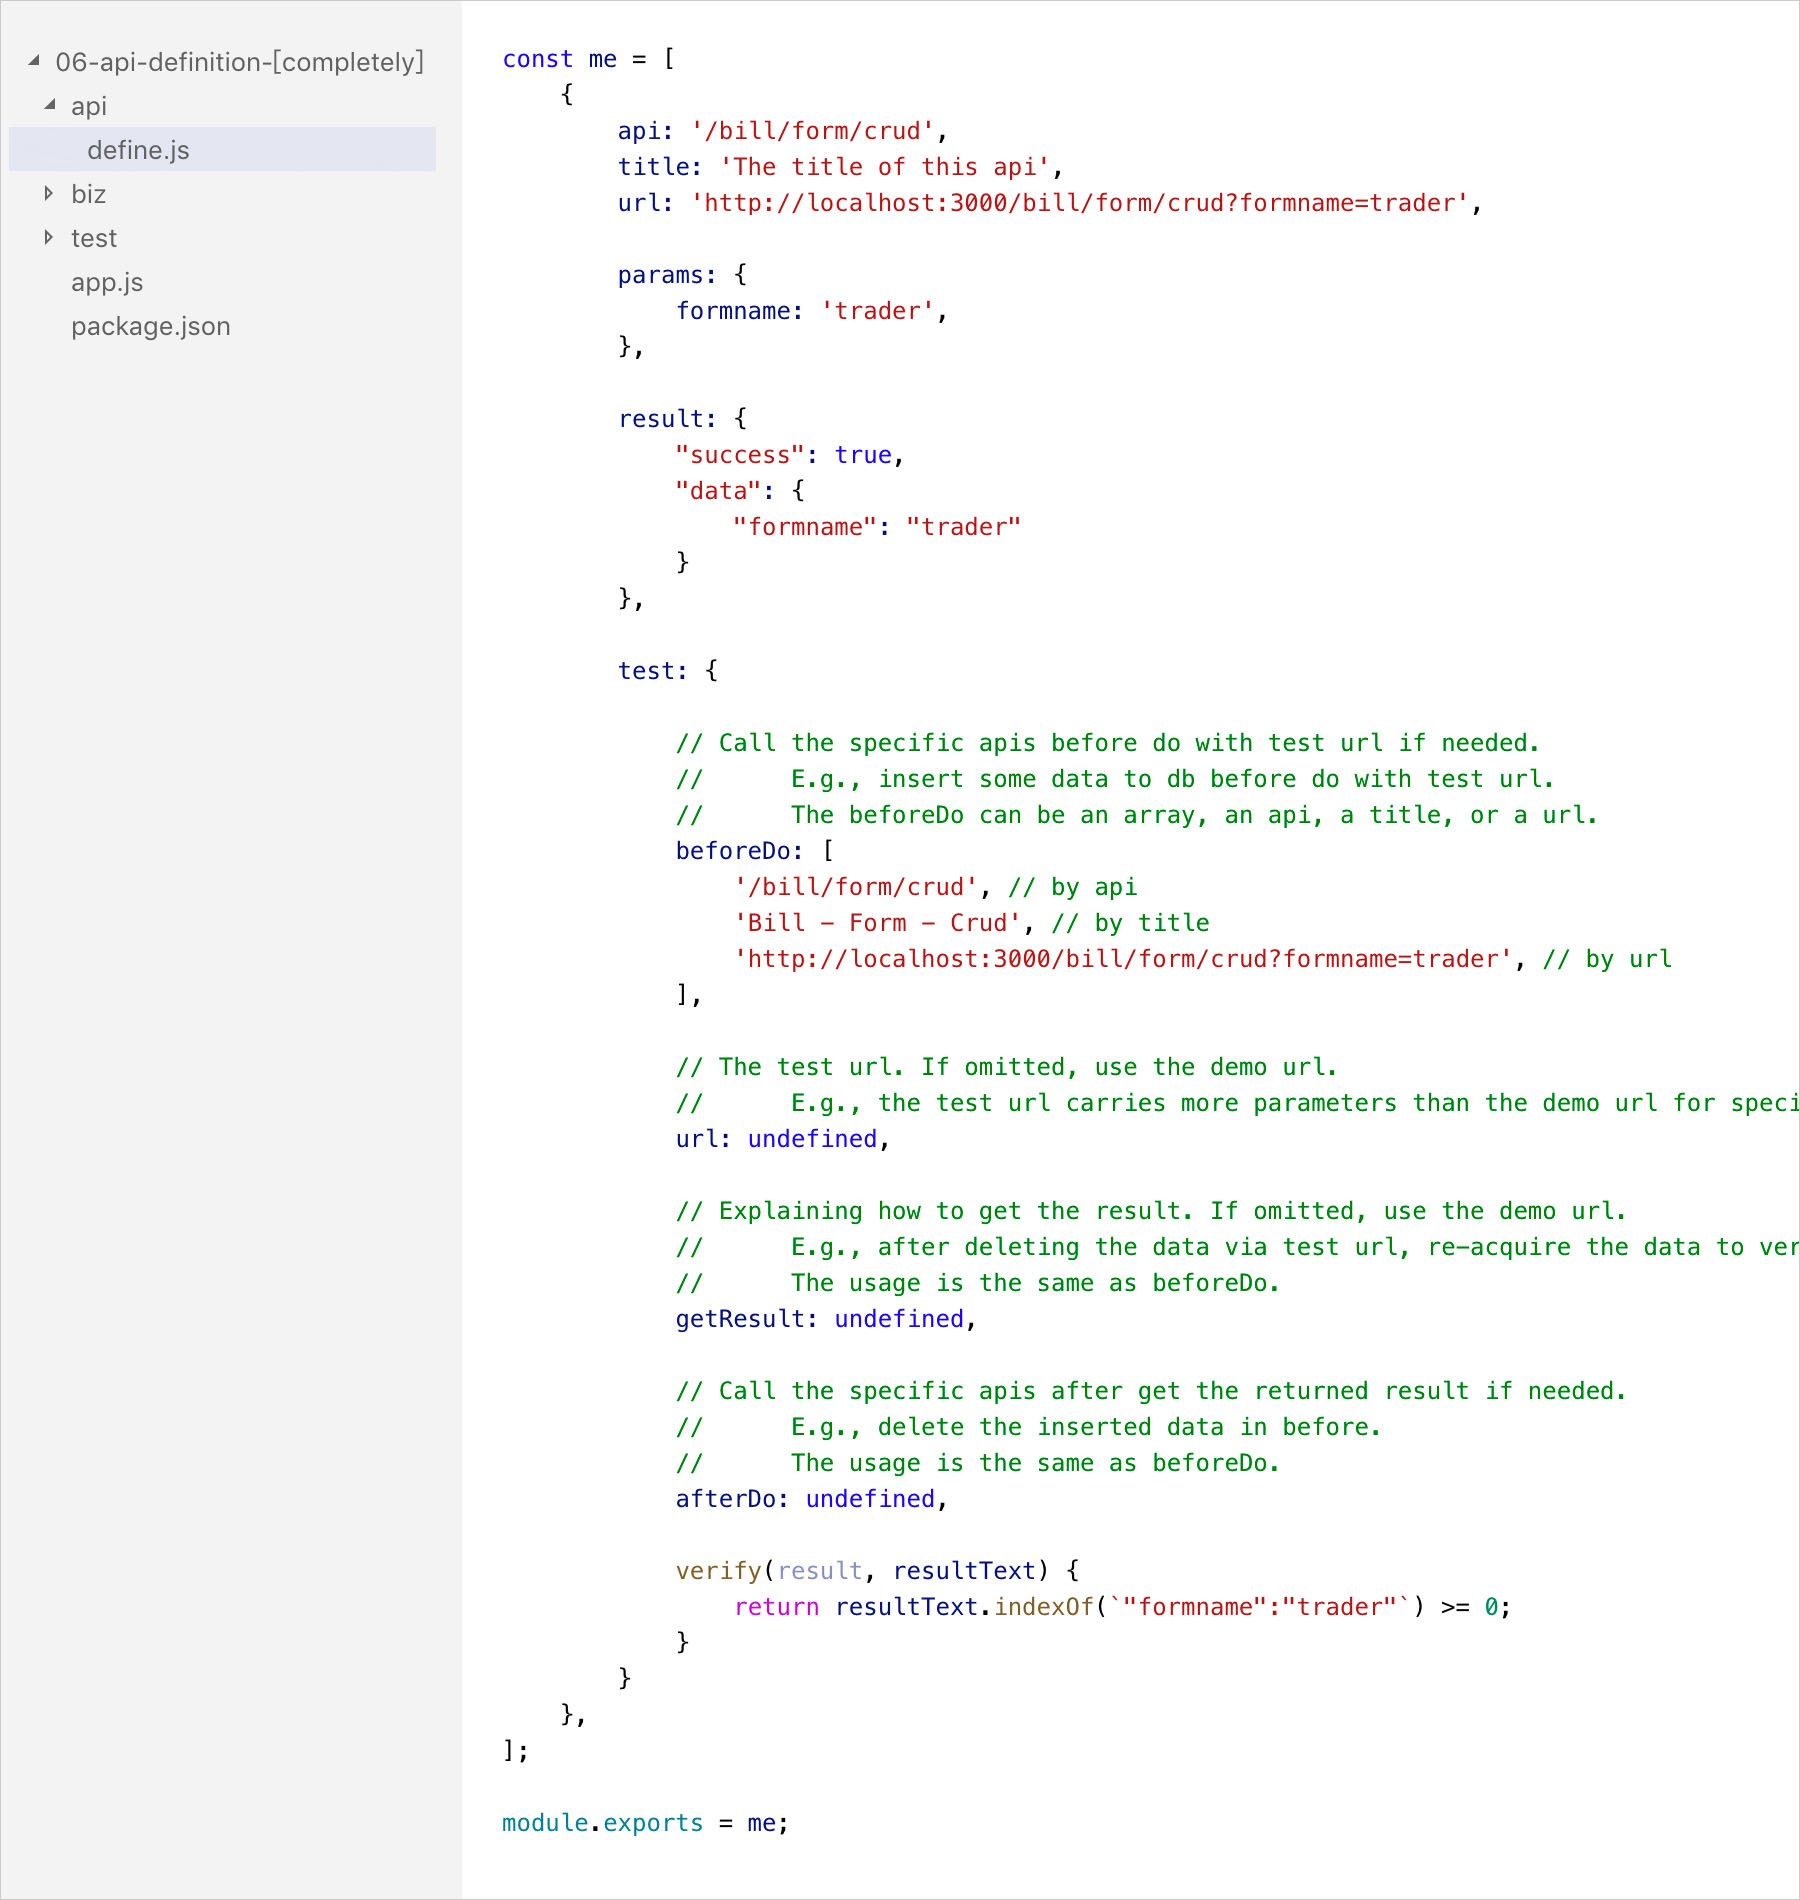 06-api-definition-[completely]
api
define.js
biz
test
app.js
package.json
const me = [
    {
        api: '/bill/form/crud',
        title: 'The title of this api',
        url: 'http://localhost:3000/bill/form/crud?formname=trader',

        params: {
            formname: 'trader',
        },

        result: {
            "success": true,
            "data": {
                "formname": "trader"
            }
        },

        test: {

            // Call the specific apis before do with test url if needed.
            //      E.g., insert some data to db before do with test url.
            //      The beforeDo can be an array, an api, a title, or a url.
            beforeDo: [
                '/bill/form/crud', // by api
                'Bill - Form - Crud', // by title
                'http://localhost:3000/bill/form/crud?formname=trader', // by url
            ],

            // The test url. If omitted, use the demo url.
            //      E.g., the test url carries more parameters than the demo url for
            url: undefined,

            // Explaining how to get the result. If omitted, use the demo url.
            //      E.g., after deleting the data via test url, re-acquire the data to
            //      The usage is the same as beforeDo.
            getResult: undefined,

            // Call the specific apis after get the returned result if needed.
            //      E.g., delete the inserted data in before.
            //      The usage is the same as beforeDo.
            afterDo: undefined,

            verify(result, resultText) {
                return resultText.indexOf(`"formname":"trader"`) >= 0;
            }
        }
    },
];

module.exports = me;